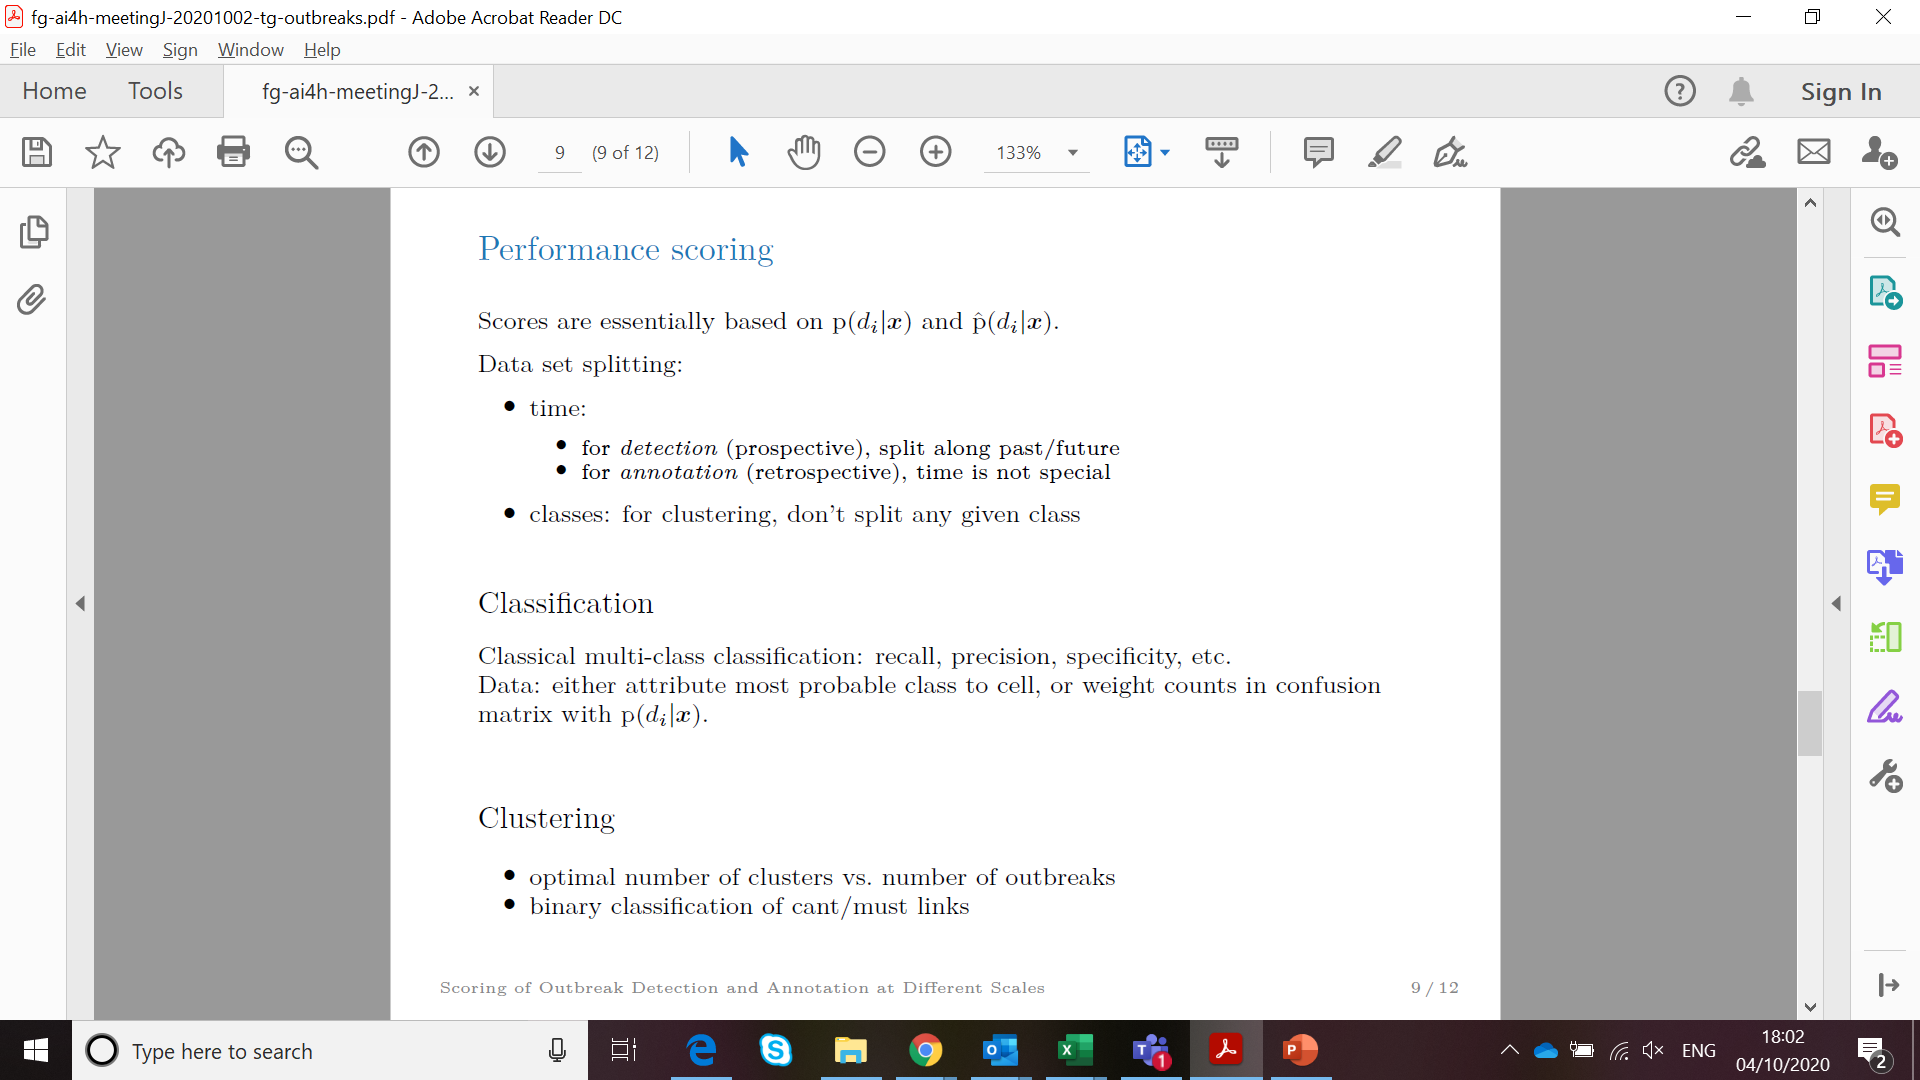 fg-ai4h-meetingJ-20201002-tg-outbreaks.pdf - Adobe Acrobat Reader DC
File Edit View Sign Window Help
Home Tools fg-ai4h-meetingJ-2... × Sign In
9 (9 of 12) 133%
Performance scoring
Scores are essentially based on p(dᵢ|x) and p̂(dᵢ|x).
Data set splitting:
• time:
• for detection (prospective), split along past/future
• for annotation (retrospective), time is not special
• classes: for clustering, don't split any given class
Classification
Classical multi-class classification: recall, precision, specificity, etc.
Data: either attribute most probable class to cell, or weight counts in confusion
matrix with p(dᵢ|x).
Clustering
• optimal number of clusters vs. number of outbreaks
• binary classification of cant/must links
Scoring of Outbreak Detection and Annotation at Different Scales 9 / 12
Type here to search
1
ENG
18:02
04/10/2020
2